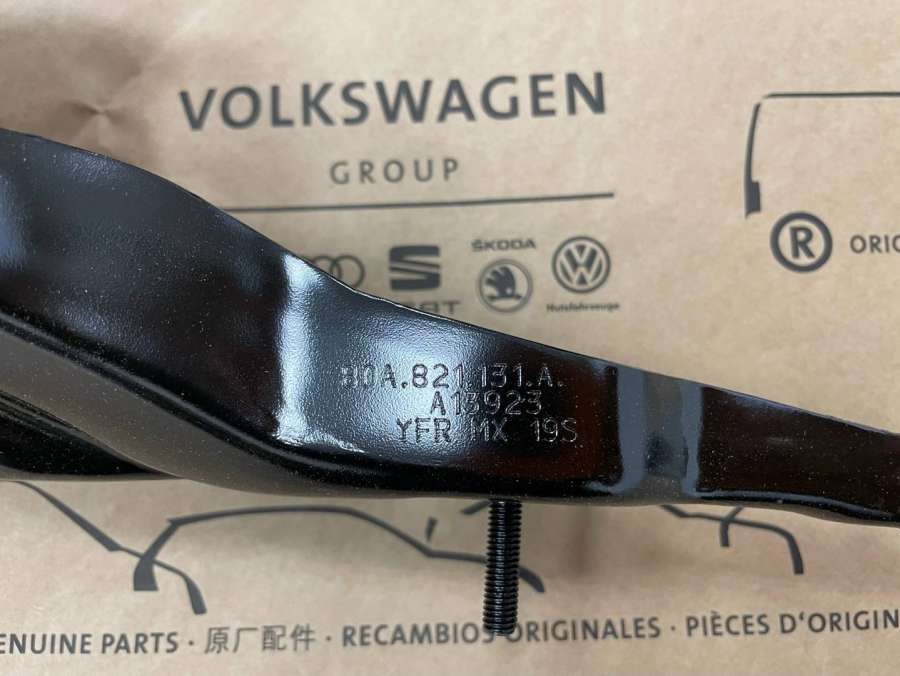 VOLKSWAGEN
GROUP
ŠKODA
Nutzfahrzeuge
® ORIG
80A.821.131.A.
A13923
YFR MX 19S
ENUINE PARTS · 原厂配件 · RECAMBIOS ORIGINALES · PIÈCES D'ORIGIN